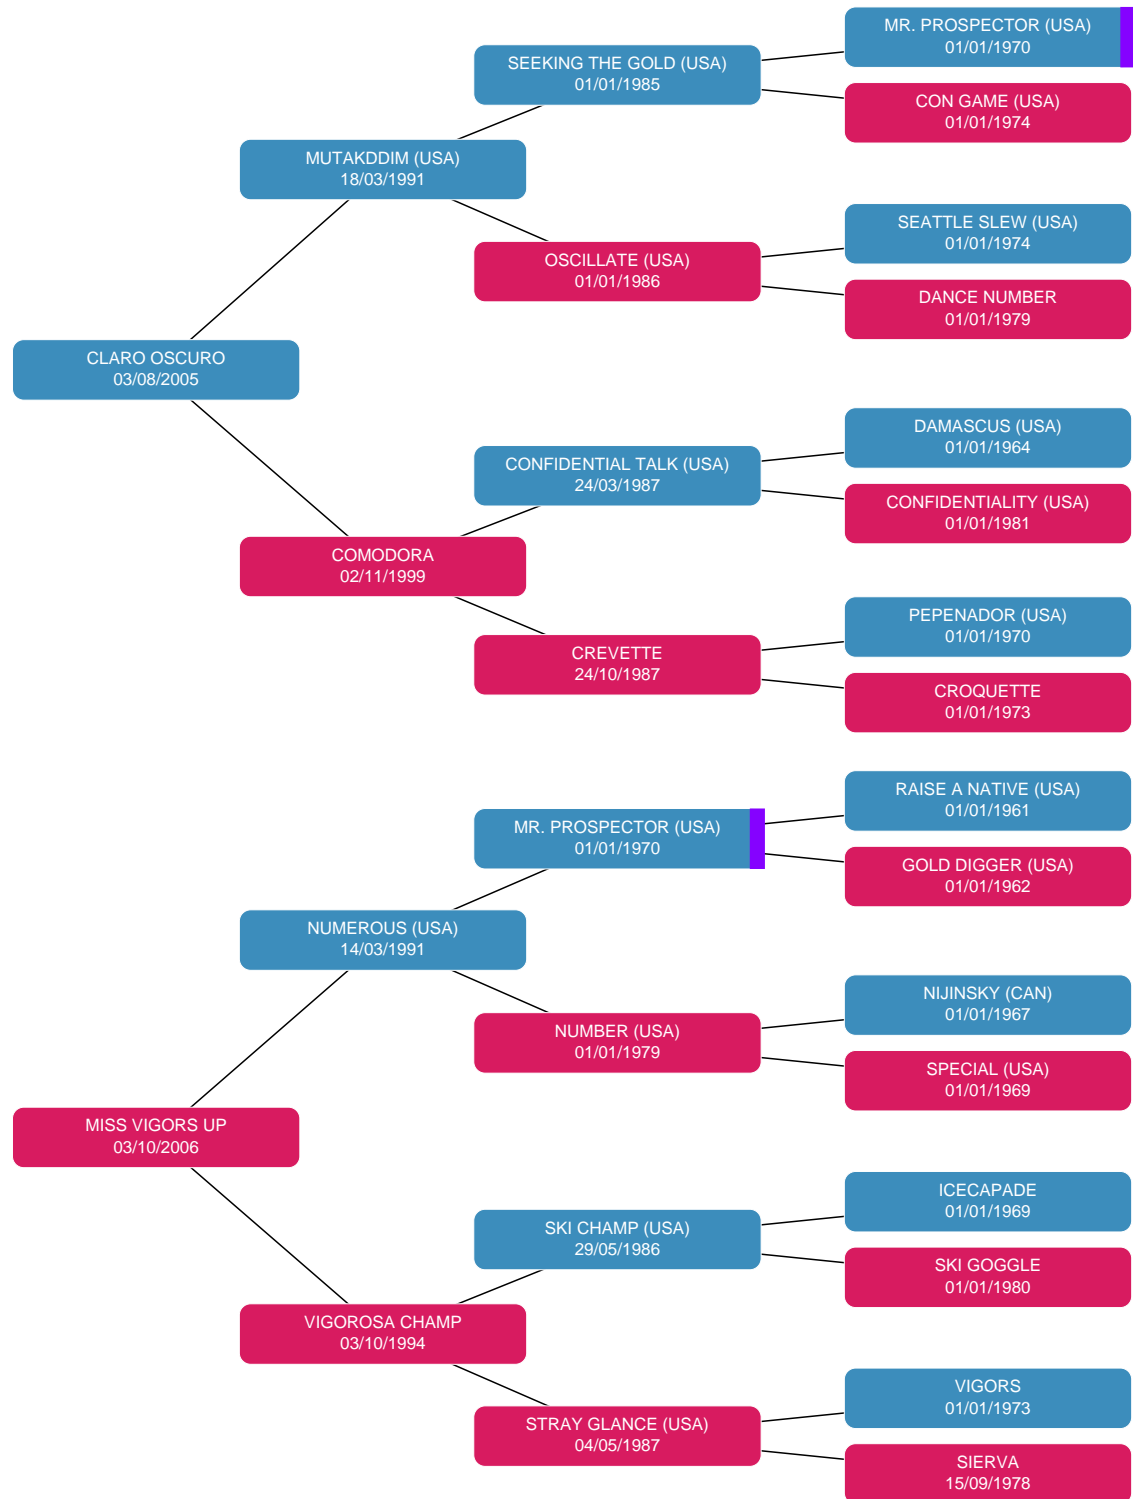 MR. PROSPECTOR (USA)
01/01/1970
SEEKING THE GOLD (USA)
01/01/1985
CON GAME (USA)
01/01/1974
MUTAKDDIM (USA)
18/03/1991
SEATTLE SLEW (USA)
01/01/1974
OSCILLATE (USA)
01/01/1986
DANCE NUMBER
01/01/1979
CLARO OSCURO
03/08/2005
DAMASCUS (USA)
01/01/1964
CONFIDENTIAL TALK (USA)
24/03/1987
CONFIDENTIALITY (USA)
01/01/1981
COMODORA
02/11/1999
PEPENADOR (USA)
01/01/1970
CREVETTE
24/10/1987
CROQUETTE
01/01/1973
RAISE A NATIVE (USA)
01/01/1961
MR. PROSPECTOR (USA)
01/01/1970
GOLD DIGGER (USA)
01/01/1962
NUMEROUS (USA)
14/03/1991
NIJINSKY (CAN)
01/01/1967
NUMBER (USA)
01/01/1979
SPECIAL (USA)
01/01/1969
MISS VIGORS UP
03/10/2006
ICECAPADE
01/01/1969
SKI CHAMP (USA)
29/05/1986
SKI GOGGLE
01/01/1980
VIGOROSA CHAMP
03/10/1994
VIGORS
01/01/1973
STRAY GLANCE (USA)
04/05/1987
SIERVA
15/09/1978